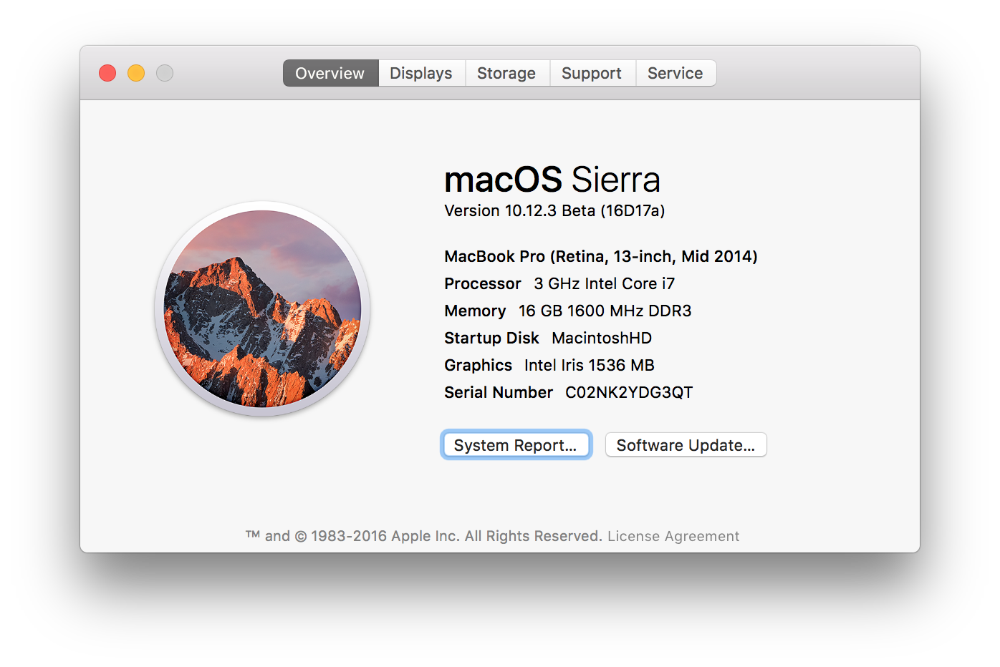 Overview Displays Storage Support Service
macOS Sierra
Version 10.12.3 Beta (16D17a)
MacBook Pro (Retina, 13-inch, Mid 2014)
Processor 3 GHz Intel Core i7
Memory 16 GB 1600 MHz DDR3
Startup Disk MacintoshHD
Graphics Intel Iris 1536 MB
Serial Number C02NK2YDG3QT
System Report... Software Update...
™ and © 1983-2016 Apple Inc. All Rights Reserved. License Agreement